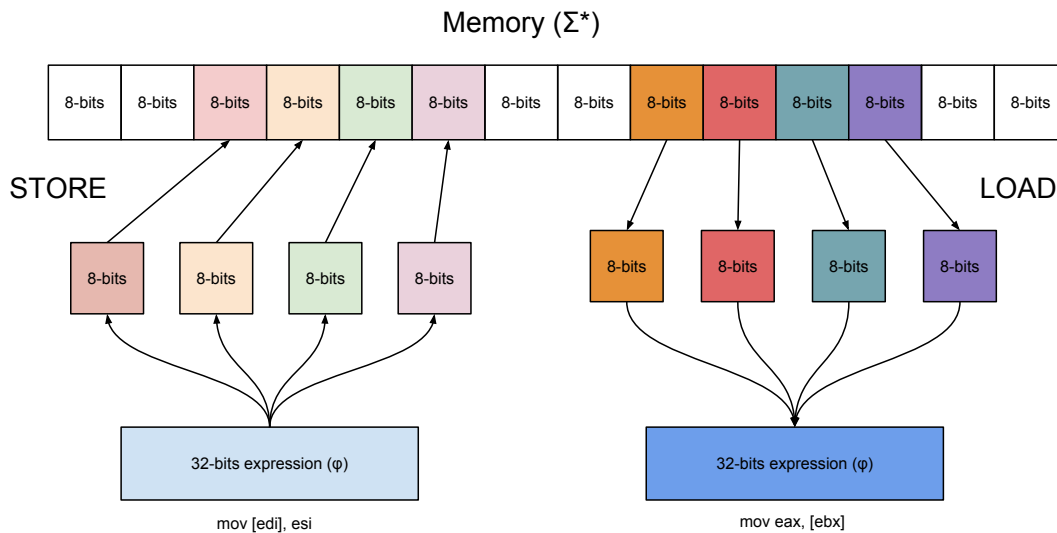 Memory (Σ*)
8-bits 8-bits 8-bits 8-bits 8-bits 8-bits 8-bits 8-bits 8-bits 8-bits 8-bits 8-bits 8-bits 8-bits
STORE LOAD
8-bits 8-bits 8-bits 8-bits 8-bits 8-bits 8-bits 8-bits
32-bits expression (φ) 32-bits expression (φ)
mov [edi], esi mov eax, [ebx]